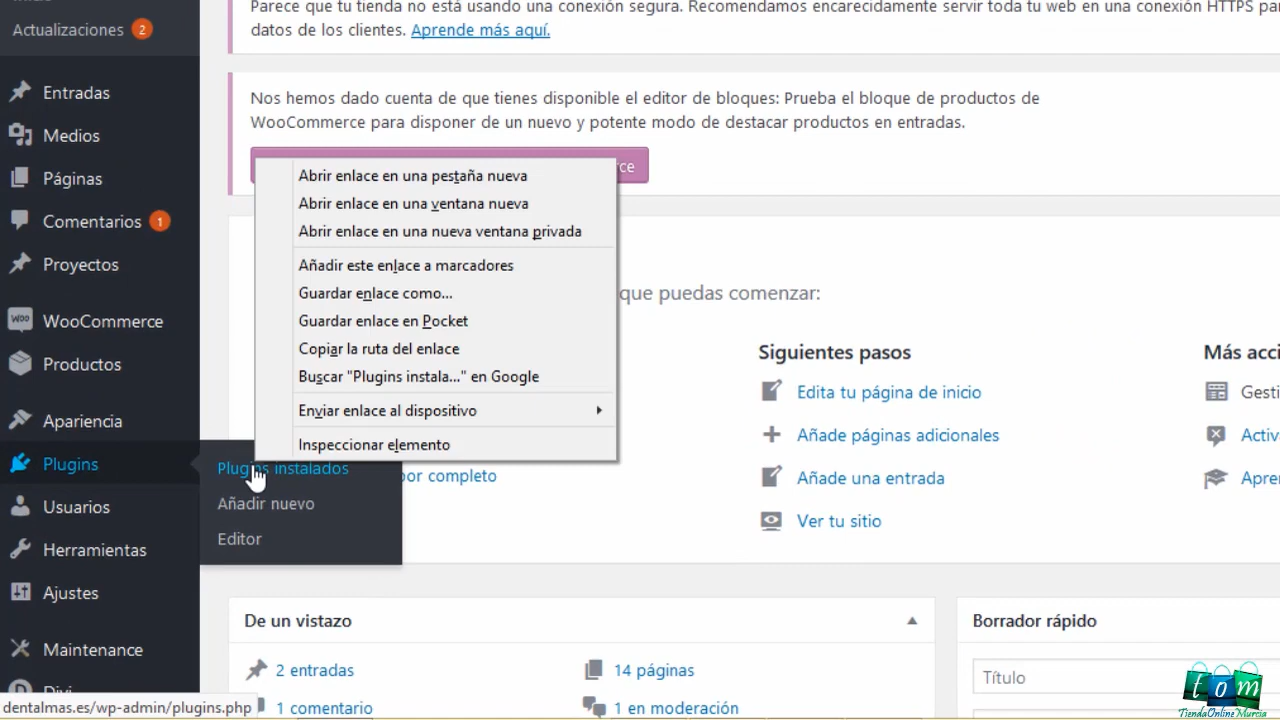 Actualizaciones 2
Entradas
Medios
Páginas
Comentarios 1
Proyectos
WOO WooCommerce
Productos
Apariencia
Plugins
Usuarios
Herramientas
Ajustes
Maintenance
Divi
dentalmas.es/wp-admin/plugins.php
Plugins instalados
Añadir nuevo
Editor
Parece que tu tienda no está usando una conexión segura. Recomendamos encarecidamente servir toda tu web en una conexión HTTPS par
datos de los clientes. Aprende más aquí.
Nos hemos dado cuenta de que tienes disponible el editor de bloques: Prueba el bloque de productos de
WooCommerce para disponer de un nuevo y potente modo de destacar productos en entradas.
rce
Abrir enlace en una pestaña nueva
Abrir enlace en una ventana nueva
Abrir enlace en una nueva ventana privada
Añadir este enlace a marcadores
Guardar enlace como...
Guardar enlace en Pocket
Copiar la ruta del enlace
Buscar "Plugins instala..." en Google
Enviar enlace al dispositivo
Inspeccionar elemento
que puedas comenzar:
por completo
Siguientes pasos
Edita tu página de inicio
Añade páginas adicionales
Añade una entrada
Ver tu sitio
Más acci
Gesti
Activa
Apre
De un vistazo
2 entradas
14 páginas
1 comentario
1 en moderación
Borrador rápido
Título
tom
TiendaOnlineMurcia